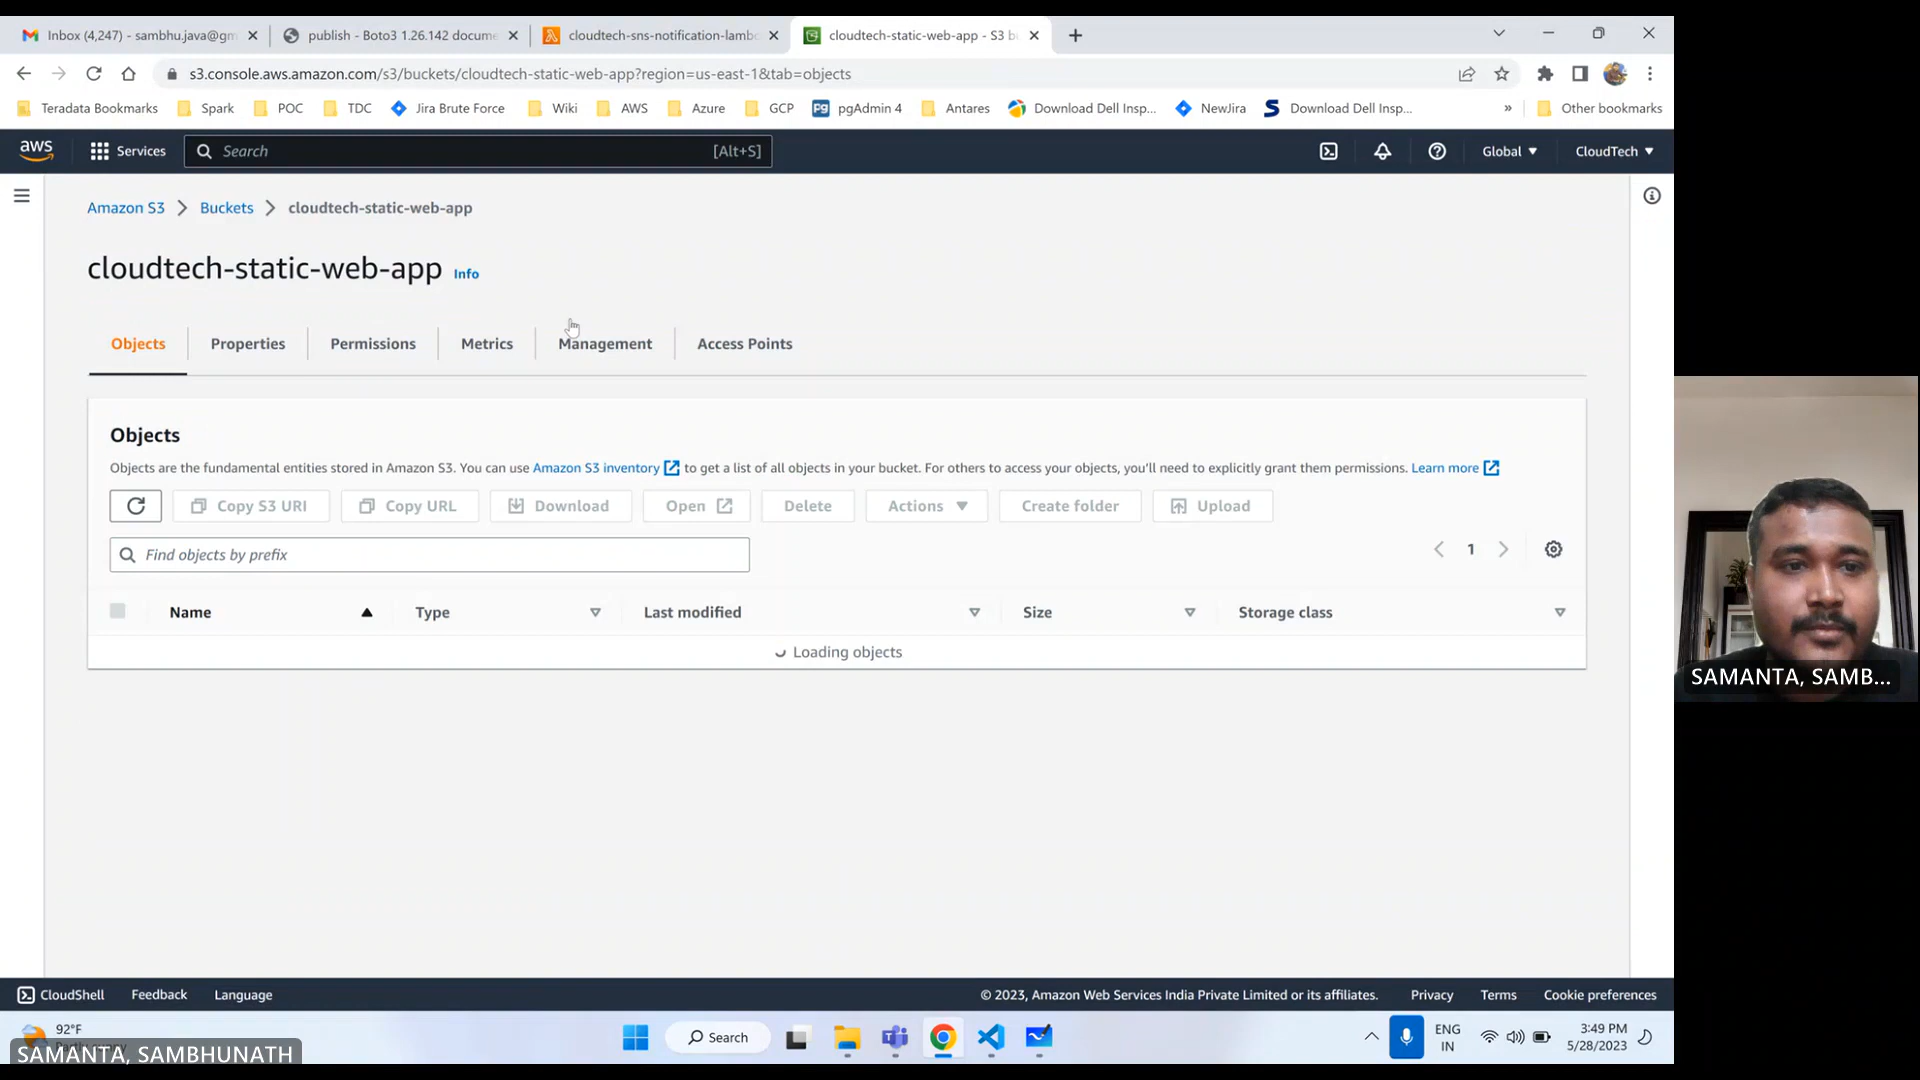 Inbox (4,247) - sambhu.java@gm
publish - Boto3 1.26.142 docume
cloudtech-sns-notification-lambd
cloudtech-static-web-app - S3 b
s3.console.aws.amazon.com/s3/buckets/cloudtech-static-web-app?region=us-east-1&tab=objects
Teradata Bookmarks
Spark
POC
TDC
Jira Brute Force
Wiki
AWS
Azure
GCP
pgAdmin 4
Antares
Download Dell Insp...
NewJira
Download Dell Insp...
»
Other bookmarks
aws
Services
Search
[Alt+S]
Global
CloudTech
Amazon S3
Buckets
cloudtech-static-web-app
cloudtech-static-web-app Info
Objects
Properties
Permissions
Metrics
Management
Access Points
Objects
Objects are the fundamental entities stored in Amazon S3. You can use Amazon S3 inventory to get a list of all objects in your bucket. For others to access your objects, you'll need to explicitly grant them permissions. Learn more
Copy S3 URI
Copy URL
Download
Open
Delete
Actions
Create folder
Upload
Find objects by prefix
1
Name
Type
Last modified
Size
Storage class
Loading objects
SAMANTA, SAMB...
CloudShell
Feedback
Language
© 2023, Amazon Web Services India Private Limited or its affiliates.
Privacy
Terms
Cookie preferences
92°F
Search
ENG
IN
3:49 PM
5/28/2023
SAMANTA, SAMBHUNATH